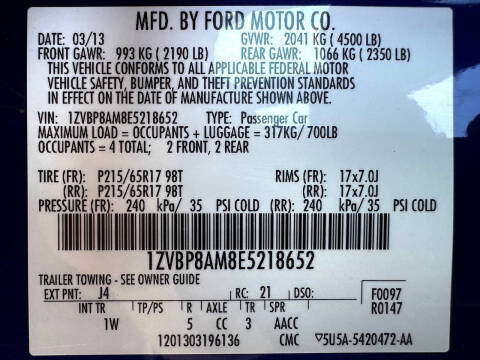 MFD. BY FORD MOTOR CO.
DATE: 03/13 GVWR: 2041 KG ( 4500 LB)
FRONT GAWR: 993 KG ( 2190 LB) REAR GAWR: 1066 KG ( 2350 LB)
THIS VEHICLE CONFORMS TO ALL APPLICABLE FEDERAL MOTOR
VEHICLE SAFETY, BUMPER, AND THEFT PREVENTION STANDARDS
IN EFFECT ON THE DATE OF MANUFACTURE SHOWN ABOVE.
VIN: 1ZVBP8AM8E5218652 TYPE: Passenger Car
MAXIMUM LOAD = OCCUPANTS + LUGGAGE = 317KG/ 700LB
OCCUPANTS = 4 TOTAL; 2 FRONT, 2 REAR
TIRE (FR): P215/65R17 98T RIMS (FR): 17x7.0J
(RR): P215/65R17 98T (RR): 17x7.0J
PRESSURE (FR): 240 kPa/ 35 PSI COLD (RR): 240 kPa/ 35 PSI COLD
1ZVBP8AM8E5218652
TRAILER TOWING - SEE OWNER GUIDE
EXT PNT: J4 RC: 21 DSO: F0097
INT TR TP/PS R AXLE TR SPR R0147
1W 5 CC 3 AACC
1201303196136 CMC ▽5U5A-5420472-AA